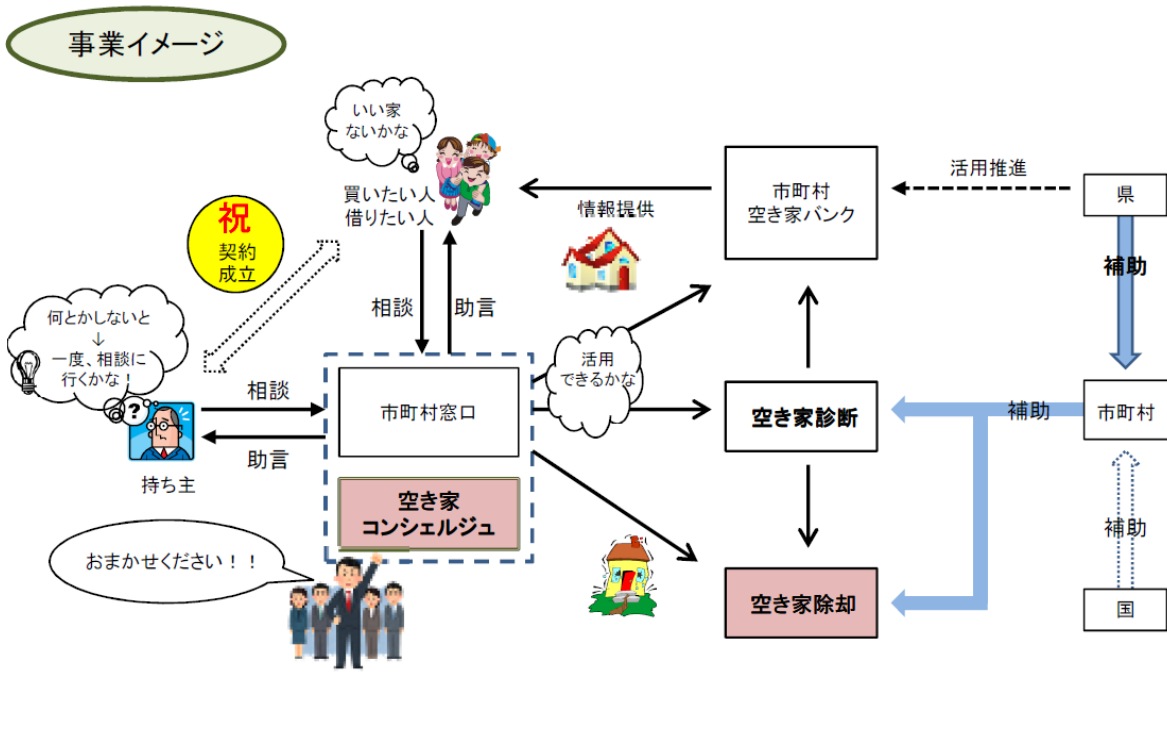 事業イメージ
いい家
ないかな
買いたい人
借りたい人
情報提供
市町村
空き家バンク
活用推進
県
補助
祝
契約
成立
相談
助言
何とかしないと
↓
一度、相談に
行くかな！
?
持ち主
相談
助言
市町村窓口
空き家
コンシェルジュ
活用
できるかな
空き家診断
補助
市町村
補助
国
空き家除却
おまかせください！！